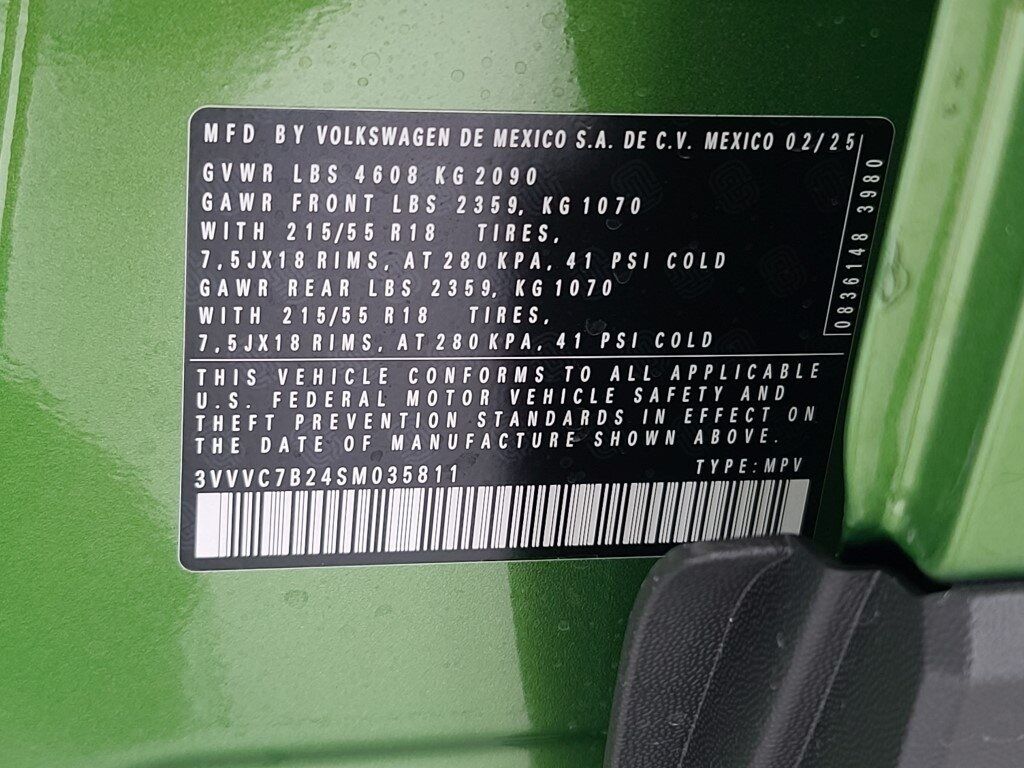 MFD BY VOLKSWAGEN DE MEXICO S.A. DE C.V. MEXICO 02/25
GVWR LBS 4608 KG 2090
GAWR FRONT LBS 2359, KG 1070
WITH 215/55 R18 TIRES,
7,5JX18 RIMS, AT 280 KPA, 41 PSI COLD
GAWR REAR LBS 2359, KG 1070
WITH 215/55 R18 TIRES,
7,5JX18 RIMS, AT 280 KPA, 41 PSI COLD
0836148 3980
THIS VEHICLE CONFORMS TO ALL APPLICABLE
U.S. FEDERAL MOTOR VEHICLE SAFETY AND
THEFT PREVENTION STANDARDS IN EFFECT ON
THE DATE OF MANUFACTURE SHOWN ABOVE.
3VVVC7B24SM035811 TYPE: MPV